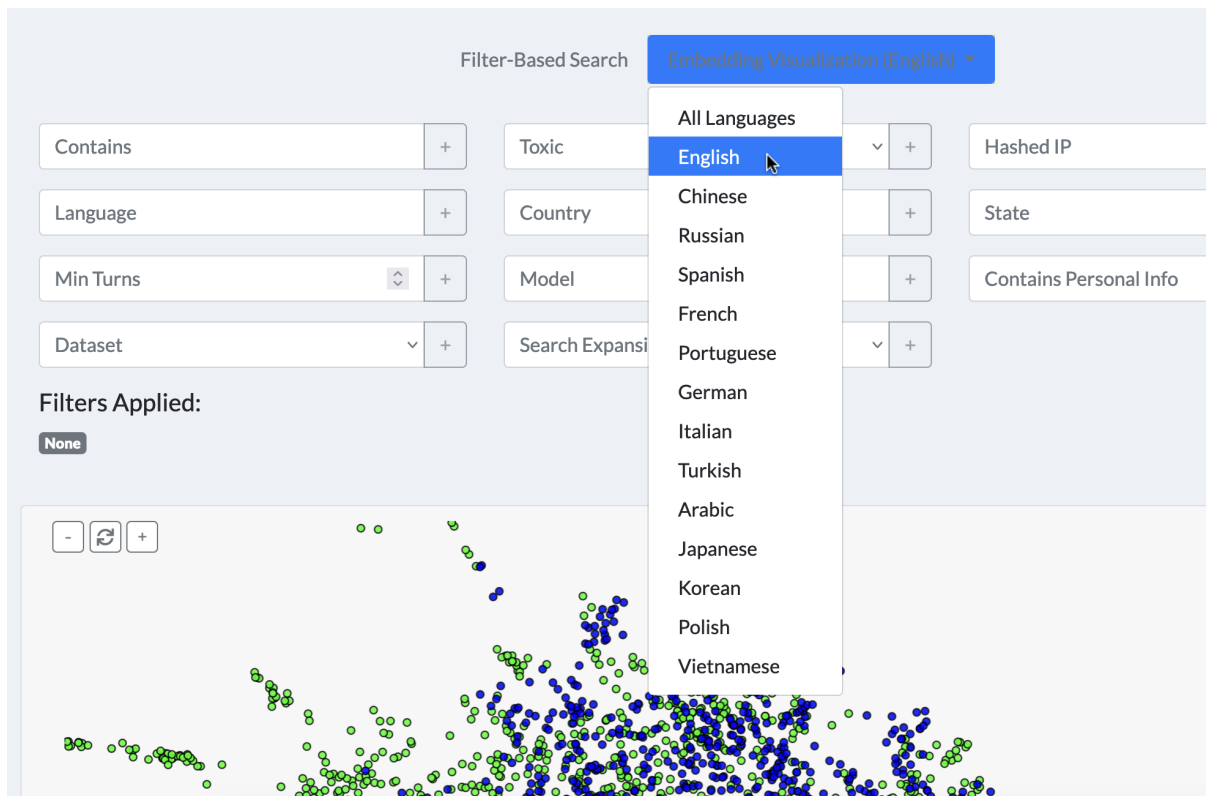 Filter-Based Search
Embedding Visualization (English)
All Languages
English
Chinese
Russian
Spanish
French
Portuguese
German
Italian
Turkish
Arabic
Japanese
Korean
Polish
Vietnamese
Contains +
Toxic +
Hashed IP
Language +
Country +
State
Min Turns +
Model +
Contains Personal Info
Dataset +
Search Expansi +
Filters Applied:
None
- +